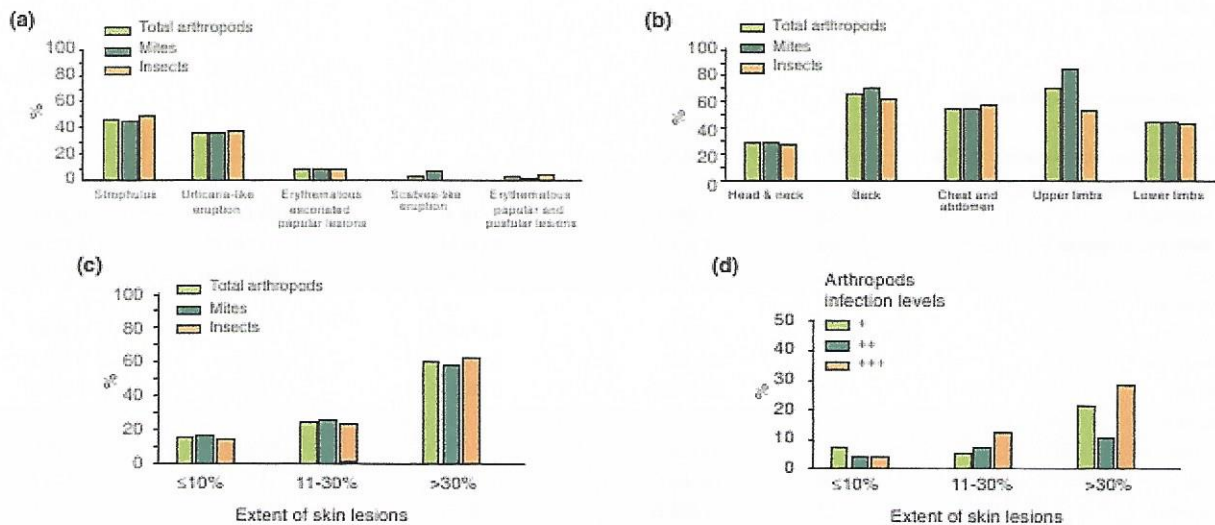 (a)
Total arthropods
Mites
Insects
100
80
60
40
20
0
%
Strophulus
Urticaria-like
eruption
Erythematous
excoriated
papular lesions
Scabies-like
eruption
Erythematous
papular and
pustular lesions
(b)
Total arthropods
Mites
Insects
100
80
60
40
20
0
%
Head & neck
Back
Chest and
abdomen
Upper limbs
Lower limbs
(c)
Total arthropods
Mites
Insects
100
80
60
40
20
0
%
≤10%
11-30%
>30%
Extent of skin lesions
(d)
Arthropods
infection levels
+
++
+++
50
40
30
20
10
0
%
≤10%
11-30%
>30%
Extent of skin lesions